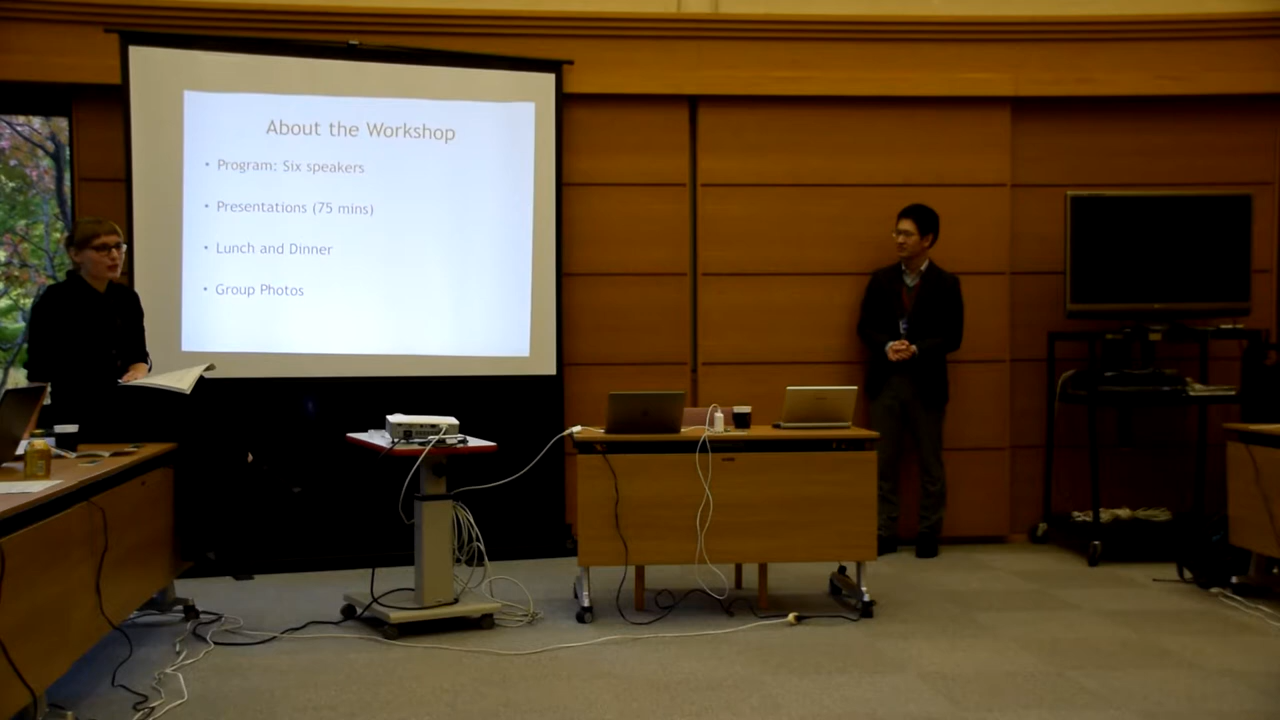 About the Workshop
• Program: Six speakers
• Presentations (75 mins)
• Lunch and Dinner
• Group Photos